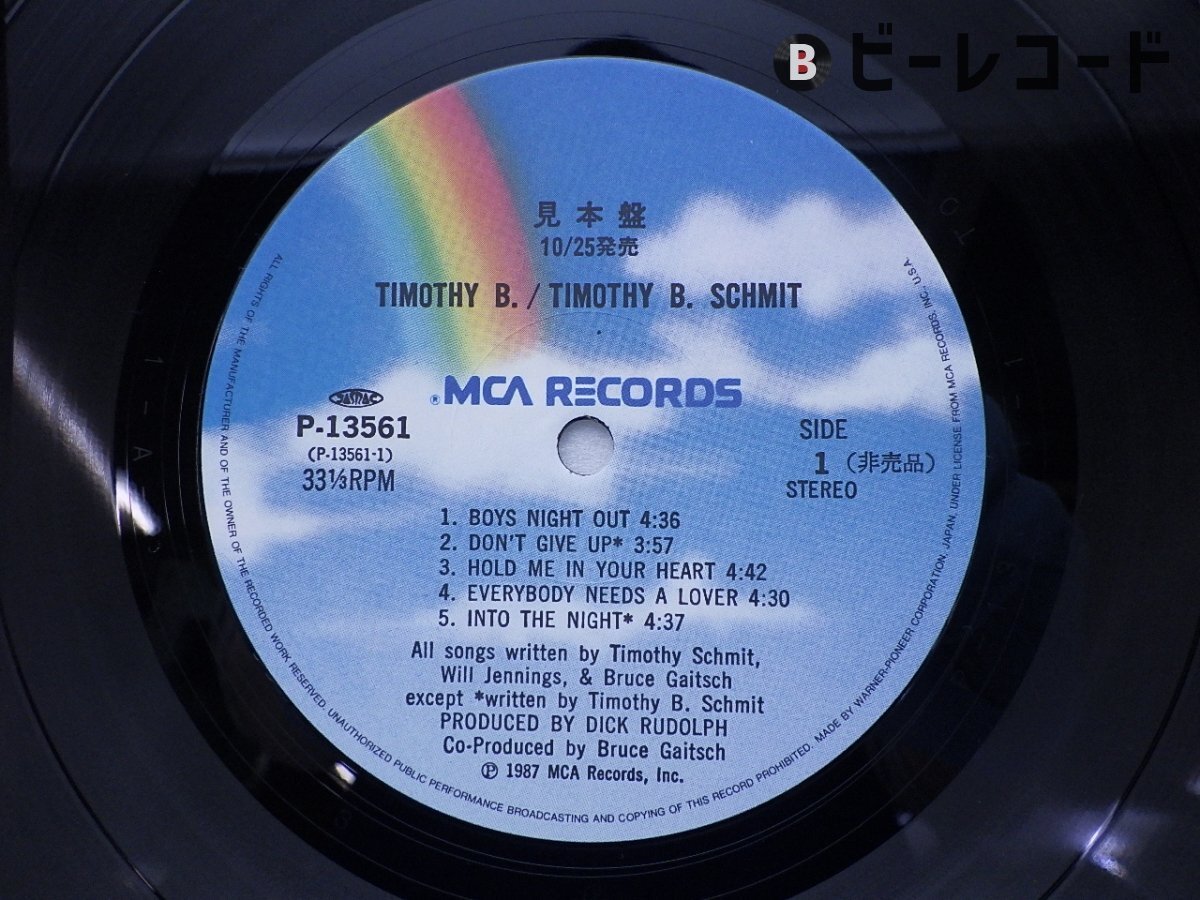 B ビーレコード
見本盤
10/25発売
TIMOTHY B. / TIMOTHY B. SCHMIT
® MCA RECORDS
JASRAC
P-13561
(P-13561-1)
33⅓RPM
SIDE
1 (非売品)
STEREO
1. BOYS NIGHT OUT 4:36
2. DON'T GIVE UP* 3:57
3. HOLD ME IN YOUR HEART 4:42
4. EVERYBODY NEEDS A LOVER 4:30
5. INTO THE NIGHT* 4:37
All songs written by Timothy Schmit,
Will Jennings, & Bruce Gaitsch
except *written by Timothy B. Schmit
PRODUCED BY DICK RUDOLPH
Co-Produced by Bruce Gaitsch
℗ 1987 MCA Records, Inc.
ALL RIGHTS OF THE MANUFACTURER AND OF THE OWNER OF THE RECORDED WORK RESERVED. UNAUTHORIZED PUBLIC PERFORMANCE BROADCASTING AND COPYING OF THIS RECORD PROHIBITED. MADE BY WARNER-PIONEER CORPORATION, JAPAN, UNDER LICENSE FROM MCA RECORDS, INC., U.S.A.
1-A-